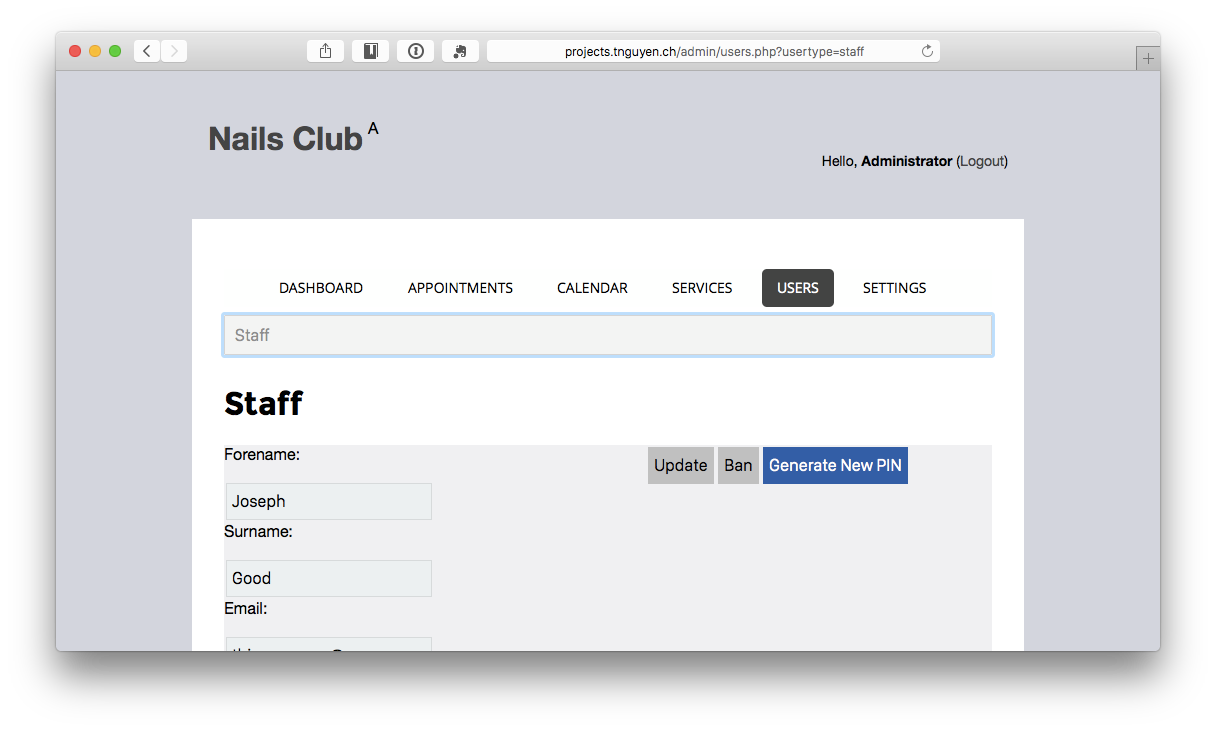 projects.tnguyen.ch/admin/users.php?usertype=staff
Nails Club A
Hello, Administrator (Logout)
DASHBOARD APPOINTMENTS CALENDAR SERVICES USERS SETTINGS
Staff
Staff
Forename:
Update Ban Generate New PIN
Joseph
Surname:
Good
Email: